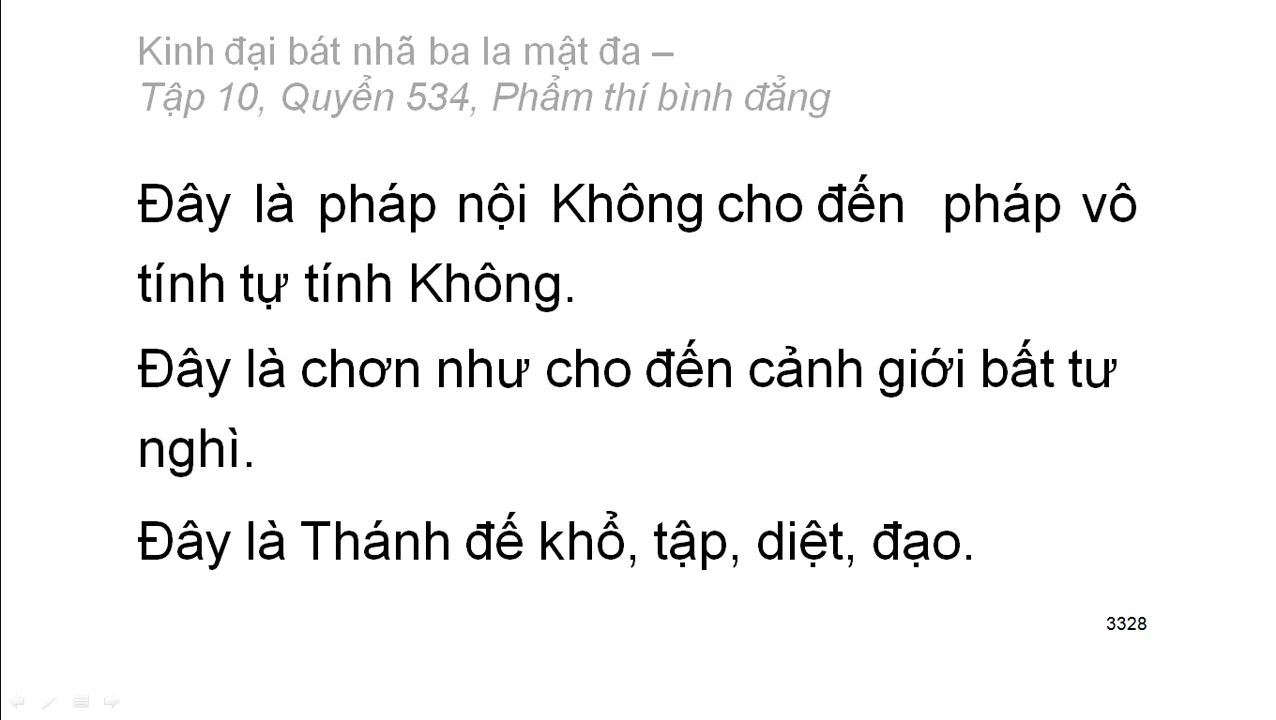 Kinh đại bát nhã ba la mật đa –
Tập 10, Quyển 534, Phẩm thí bình đẳng
Đây là pháp nội Không cho đến pháp vô
tính tự tính Không.
Đây là chơn như cho đến cảnh giới bất tư
nghì.
Đây là Thánh đế khổ, tập, diệt, đạo.
3328